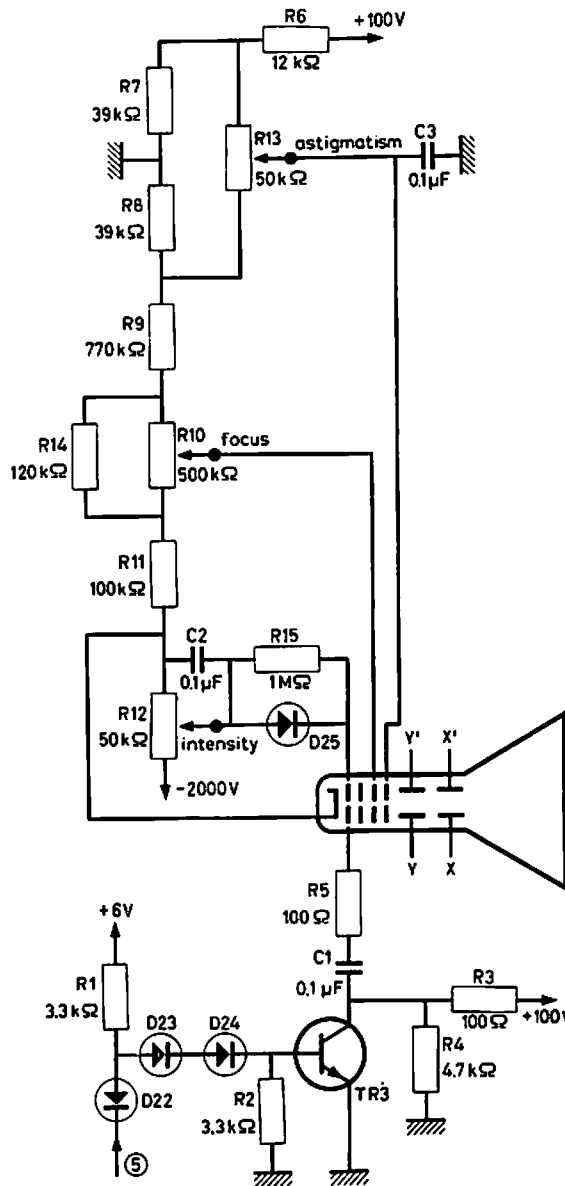 R6
+100V
12 kΩ
R7
39kΩ
R13
astigmatism
50kΩ
C3
0.1µF
R8
39kΩ
R9
770kΩ
R14
120kΩ
R10
focus
500kΩ
R11
100kΩ
C2
0.1µF
R15
1MΩ
R12
50kΩ
intensity
D25
-2000V
Y'
X'
Y
X
R5
100Ω
+6V
C1
0,1µF
R1
3.3kΩ
R3
100Ω
+100V
D23
D24
R4
4.7kΩ
D22
R2
3.3kΩ
TR3
5